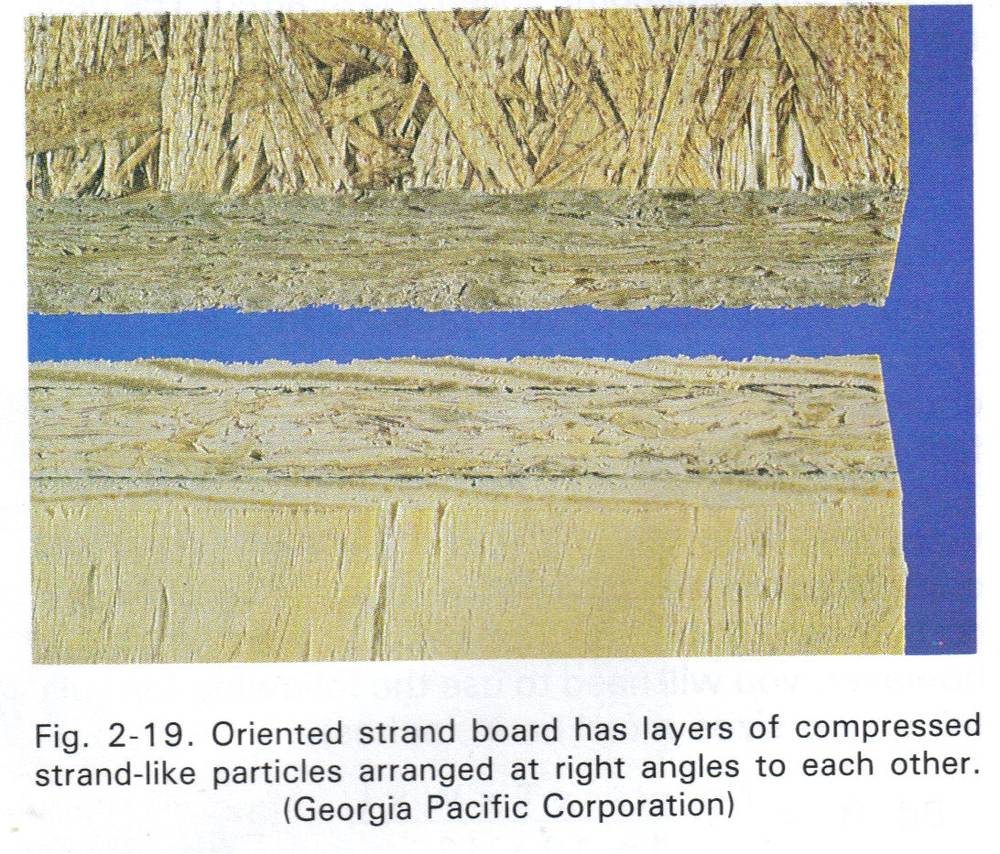 Fig. 2-19. Oriented strand board has layers of compressed
strand-like particles arranged at right angles to each other.
(Georgia Pacific Corporation)